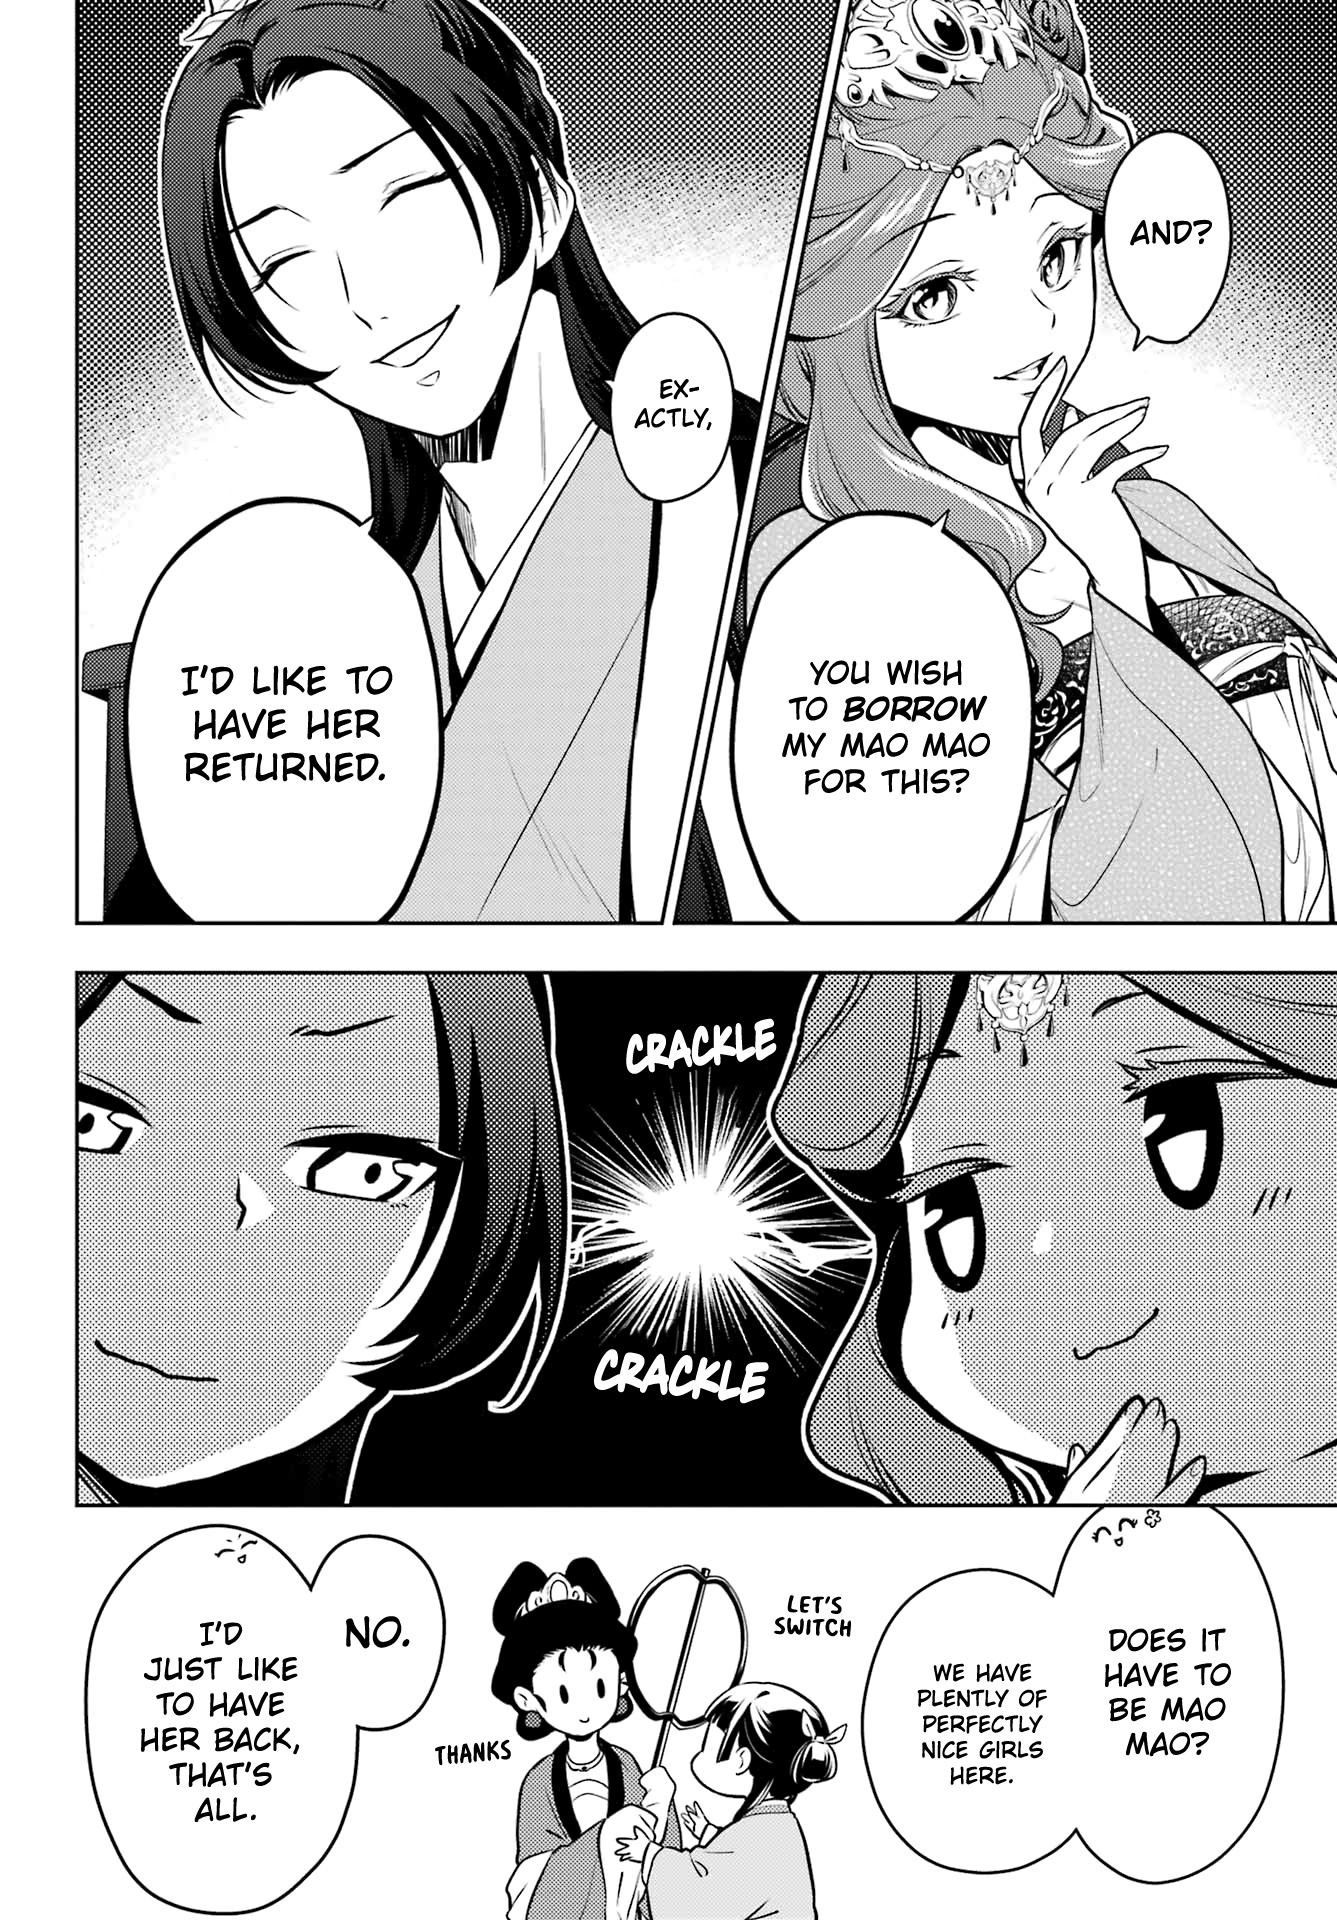 AND?
YOU WISH
TO BORROW
MY MAO MAO
FOR THIS?
EX-
ACTLY,
I'D LIKE TO
HAVE HER
RETURNED.
CRACKLE
CRACKLE
DOES IT
HAVE TO
BE MAO
MAO?
WE HAVE
PLENTLY OF
PERFECTLY
NICE GIRLS
HERE.
LET'S
SWITCH
THANKS
NO.
I'D
JUST LIKE
TO HAVE
HER BACK,
THAT'S
ALL.